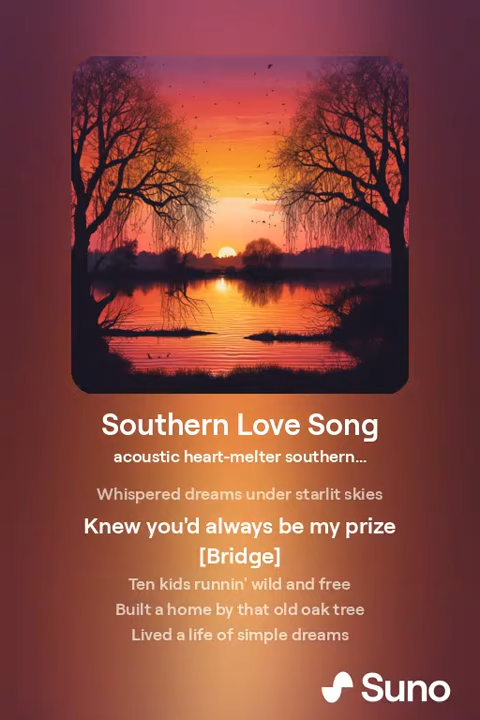 Southern Love Song
acoustic heart-melter southern...
Whispered dreams under starlit skies
Knew you'd always be my prize
[Bridge]
Ten kids runnin' wild and free
Built a home by that old oak tree
Lived a life of simple dreams
Suno